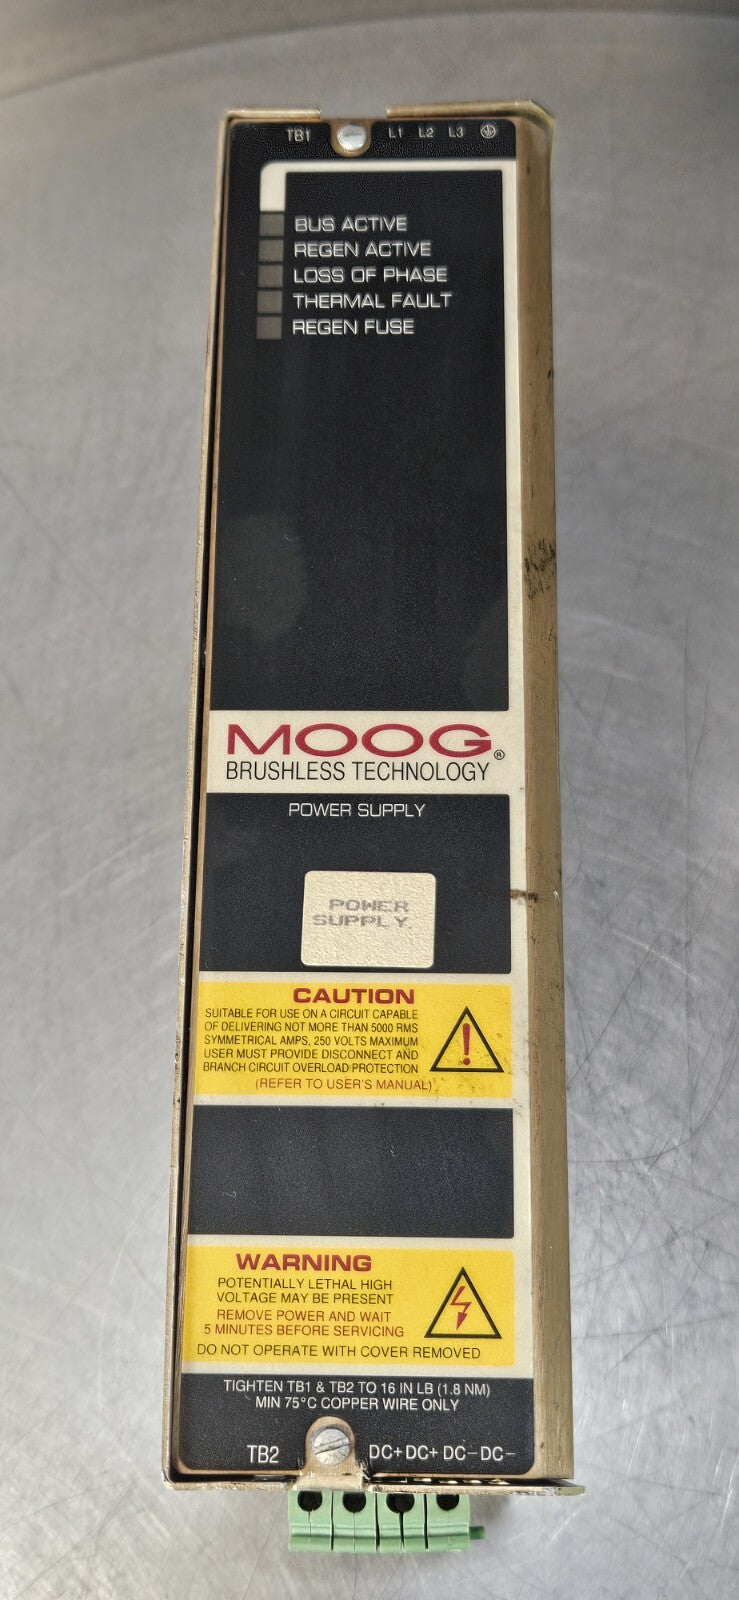 TB1 L1 L2 L3
BUS ACTIVE
REGEN ACTIVE
LOSS OF PHASE
THERMAL FAULT
REGEN FUSE
MOOG®
BRUSHLESS TECHNOLOGY
POWER SUPPLY
POWER
SUPPLY
CAUTION
SUITABLE FOR USE ON A CIRCUIT CAPABLE
OF DELIVERING NOT MORE THAN 5000 RMS
SYMMETRICAL AMPS, 250 VOLTS MAXIMUM
USER MUST PROVIDE DISCONNECT AND
BRANCH CIRCUIT OVERLOAD PROTECTION
(REFER TO USER'S MANUAL)
WARNING
POTENTIALLY LETHAL HIGH
VOLTAGE MAY BE PRESENT
REMOVE POWER AND WAIT
5 MINUTES BEFORE SERVICING
DO NOT OPERATE WITH COVER REMOVED
TIGHTEN TB1 & TB2 TO 16 IN LB (1.8 NM)
MIN 75°C COPPER WIRE ONLY
TB2 DC+ DC+ DC- DC-